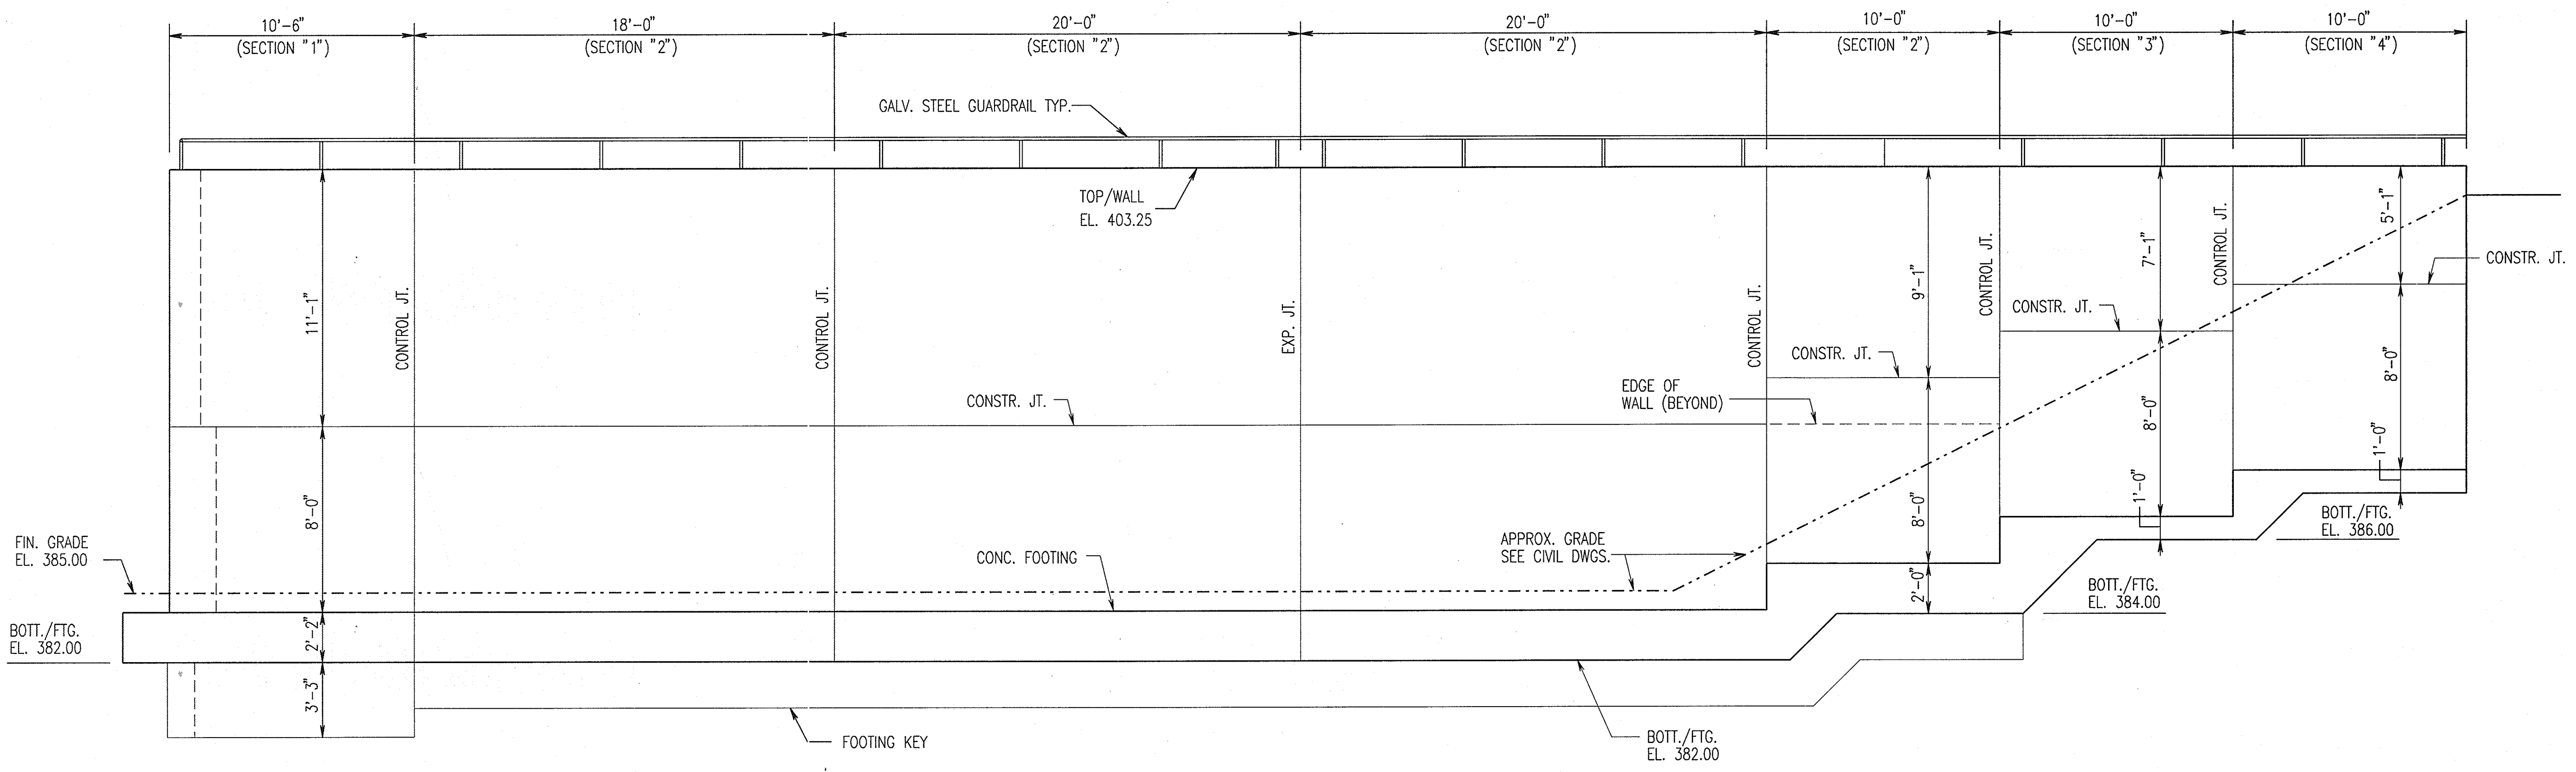 10'-6"
(SECTION "1")
18'-0"
(SECTION "2")
20'-0"
(SECTION "2")
20'-0"
(SECTION "2")
10'-0"
(SECTION "2")
10'-0"
(SECTION "3")
10'-0"
(SECTION "4")
GALV. STEEL GUARDRAIL TYP.
TOP/WALL
EL. 403.25
11'-1"
CONTROL JT.
CONTROL JT.
EXP. JT.
CONTROL JT.
9'-1"
CONTROL JT.
7'-1"
CONTROL JT.
5'-1"
CONSTR. JT.
CONSTR. JT.
CONSTR. JT.
EDGE OF
WALL (BEYOND)
CONSTR. JT.
8'-0"
8'-0"
8'-0"
8'-0"
1'-0"
1'-0"
FIN. GRADE
EL. 385.00
CONC. FOOTING
APPROX. GRADE
SEE CIVIL DWGS.
BOTT./FTG.
EL. 386.00
2'-0"
BOTT./FTG.
EL. 384.00
BOTT./FTG.
EL. 382.00
2'-2"
3'-3"
FOOTING KEY
BOTT./FTG.
EL. 382.00